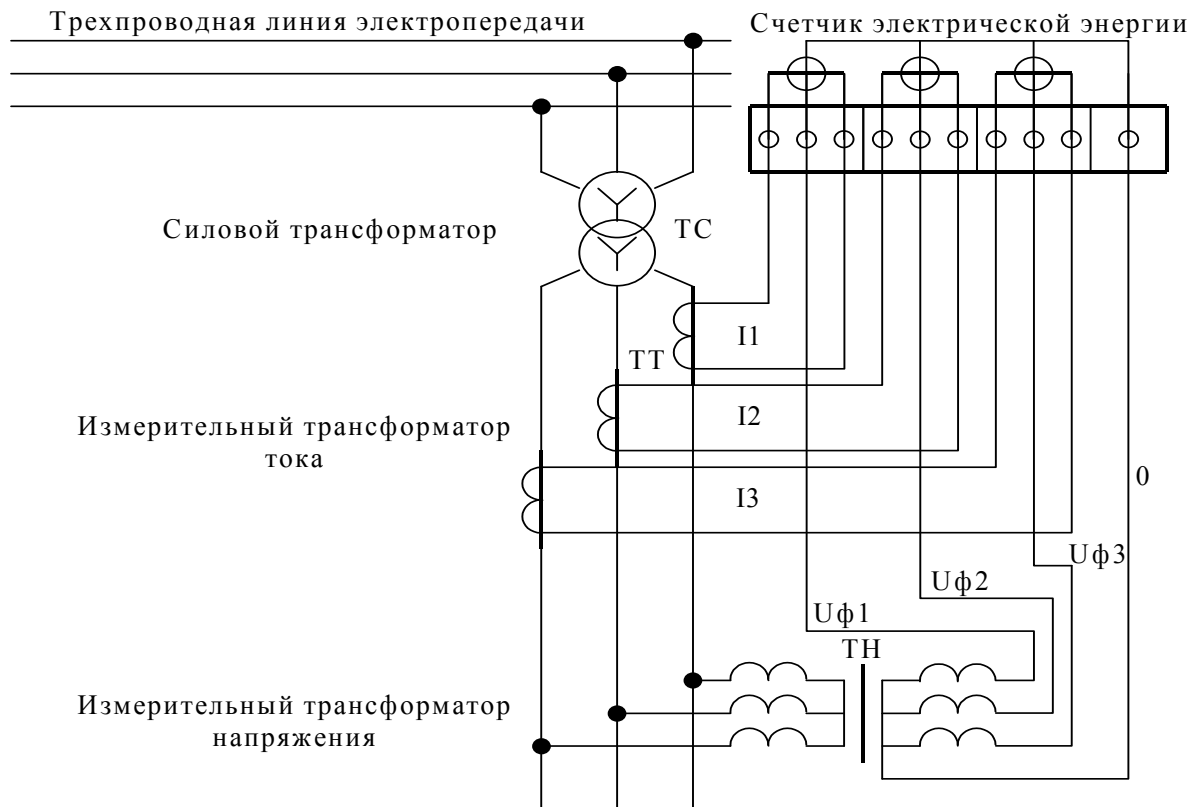 Трехпроводная линия электропередачи
Счетчик электрической энергии
Силовой трансформатор
ТС
I1
ТТ
I2
Измерительный трансформатор
тока
I3
0
Uф3
Uф2
Uф1
ТН
Измерительный трансформатор
напряжения